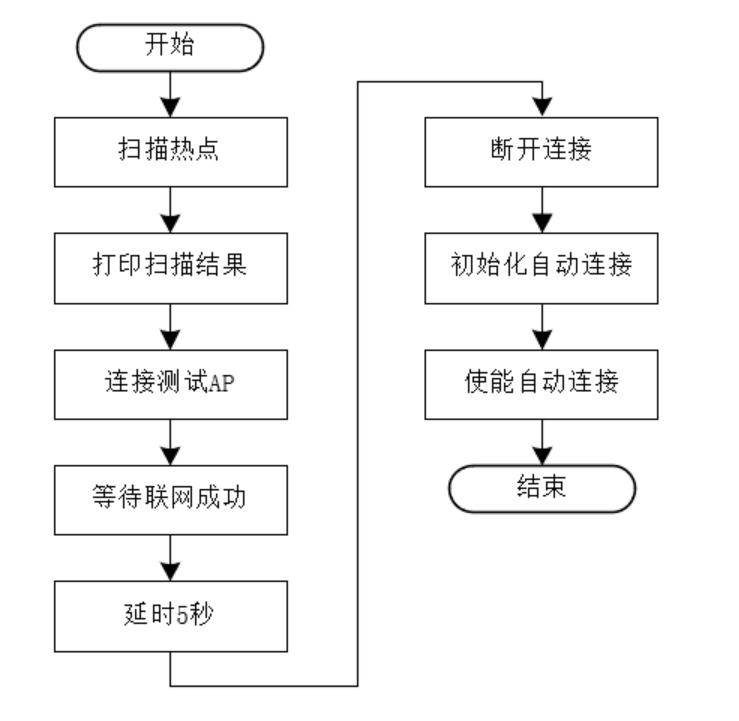 开始
扫描热点
打印扫描结果
连接测试AP
等待联网成功
延时5秒
断开连接
初始化自动连接
使能自动连接
结束